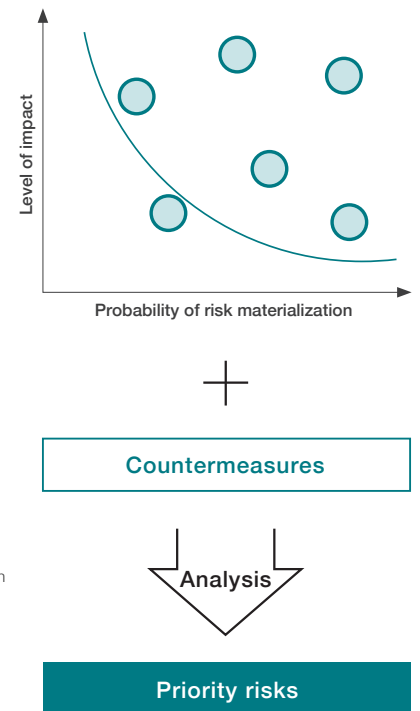 Level of impact
Probability of risk materialization
Countermeasures
n
Analysis
Priority risks